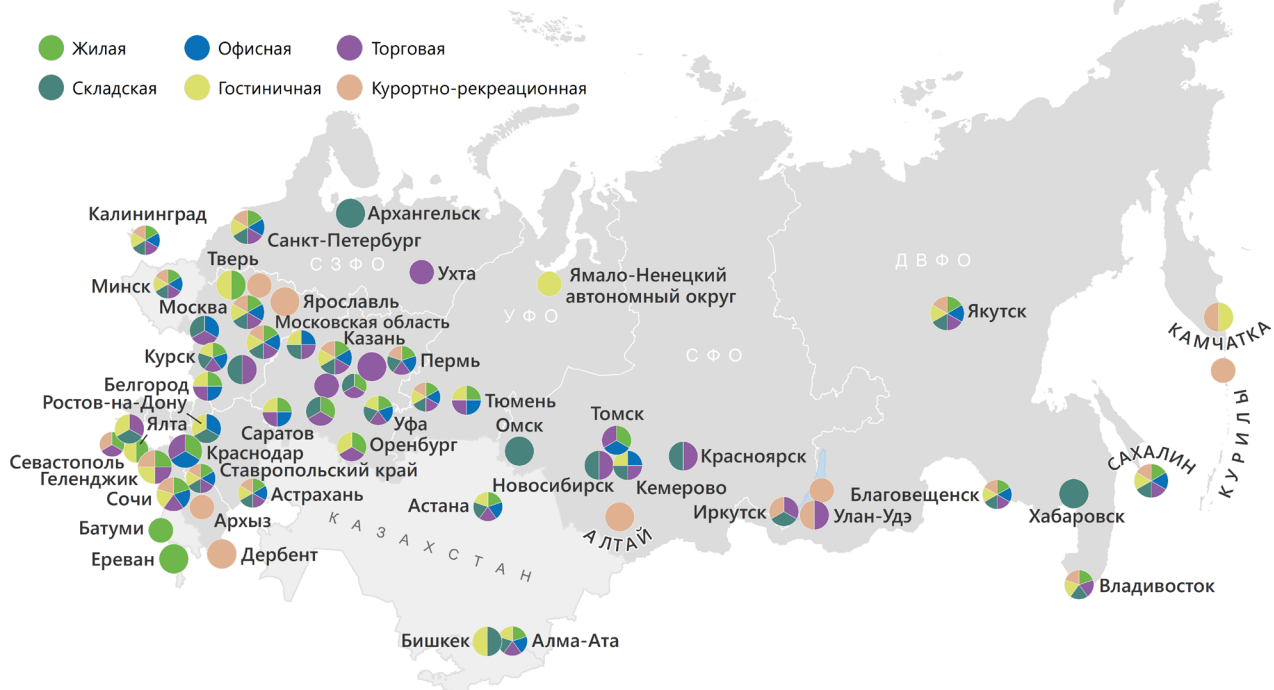 Жилая
Офисная
Торговая
Складская
Гостиничная
Курортно-рекреационная
Калининград
Архангельск
Санкт-Петербург
СЗФО
Тверь
Ухта
Минск
Ямало-Ненецкий
автономный округ
ДВФО
Ярославль
Москва
Московская область
УФО
Якутск
КАМЧАТКА
Казань
СФО
Курск
Пермь
КУРИЛЫ
Белгород
Ростов-на-Дону
Тюмень
Ялта
Уфа
Томск
Омск
Саратов
Оренбург
Краснодар
Красноярск
САХАЛИН
Севастополь
Ставропольский край
Геленджик
Новосибирск
Кемерово
Сочи
Астрахань
Благовещенск
Астана
Иркутск
Улан-Удэ
Хабаровск
Архыз
Батуми
КАЗАХСТАН
АЛТАЙ
Ереван
Дербент
Владивосток
Бишкек
Алма-Ата